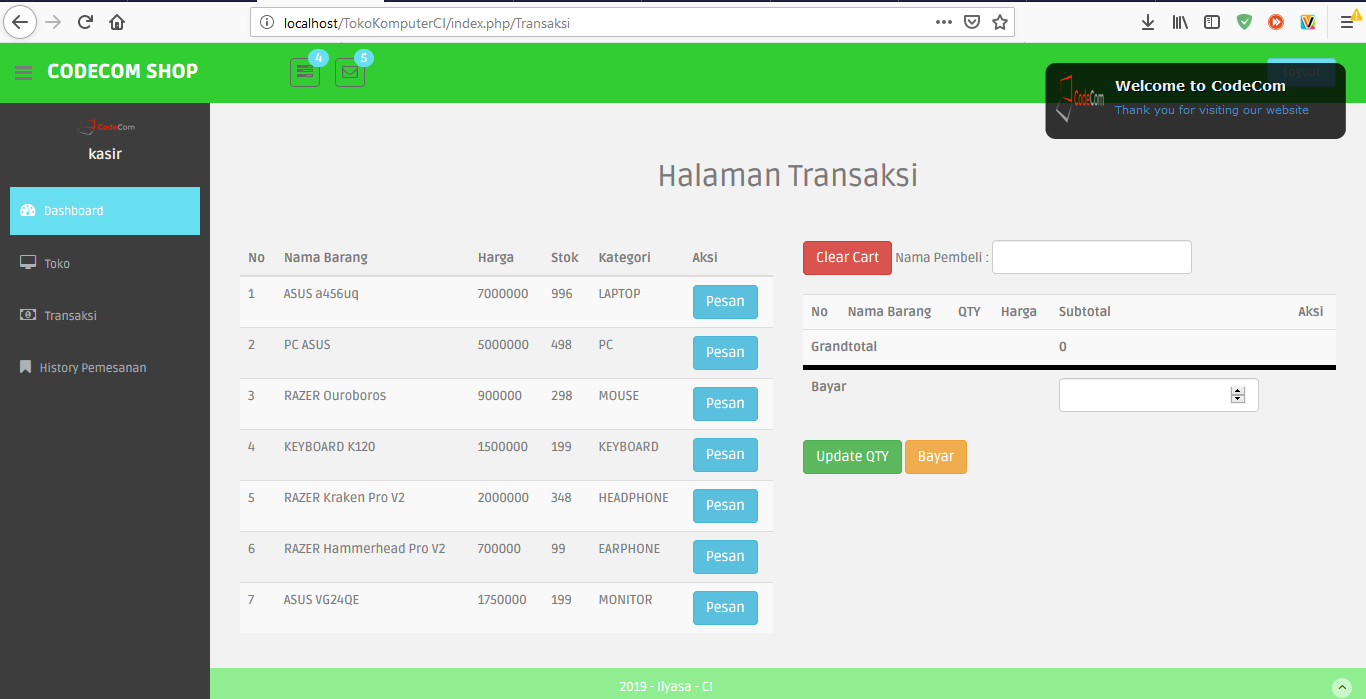 localhost/TokoKomputerCI/index.php/Transaksi
CODECOM SHOP
4
5
Logout
CodeCom
Welcome to CodeCom
Thank you for visiting our website
CodeCom
kasir
Dashboard
Toko
Transaksi
History Pemesanan
Halaman Transaksi
No Nama Barang Harga Stok Kategori Aksi
1 ASUS a456uq 7000000 996 LAPTOP Pesan
2 PC ASUS 5000000 498 PC Pesan
3 RAZER Ouroboros 900000 298 MOUSE Pesan
4 KEYBOARD K120 1500000 199 KEYBOARD Pesan
5 RAZER Kraken Pro V2 2000000 348 HEADPHONE Pesan
6 RAZER Hammerhead Pro V2 700000 99 EARPHONE Pesan
7 ASUS VG24QE 1750000 199 MONITOR Pesan
Clear Cart Nama Pembeli :
No Nama Barang QTY Harga Subtotal Aksi
Grandtotal 0
Bayar
Update QTY Bayar
2019 - Ilyasa - CI